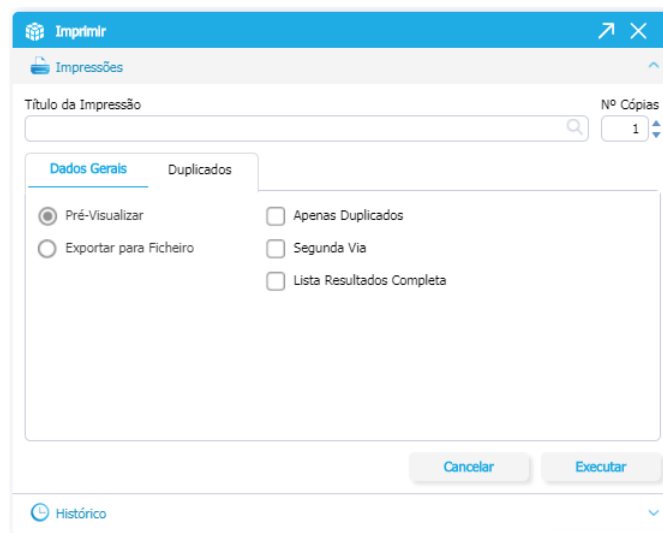 Imprimir
Impressões
Título da Impressão Nº Cópias
1
Dados Gerais Duplicados
Pré-Visualizar Apenas Duplicados
Exportar para Ficheiro Segunda Via
Lista Resultados Completa
Cancelar Executar
Histórico